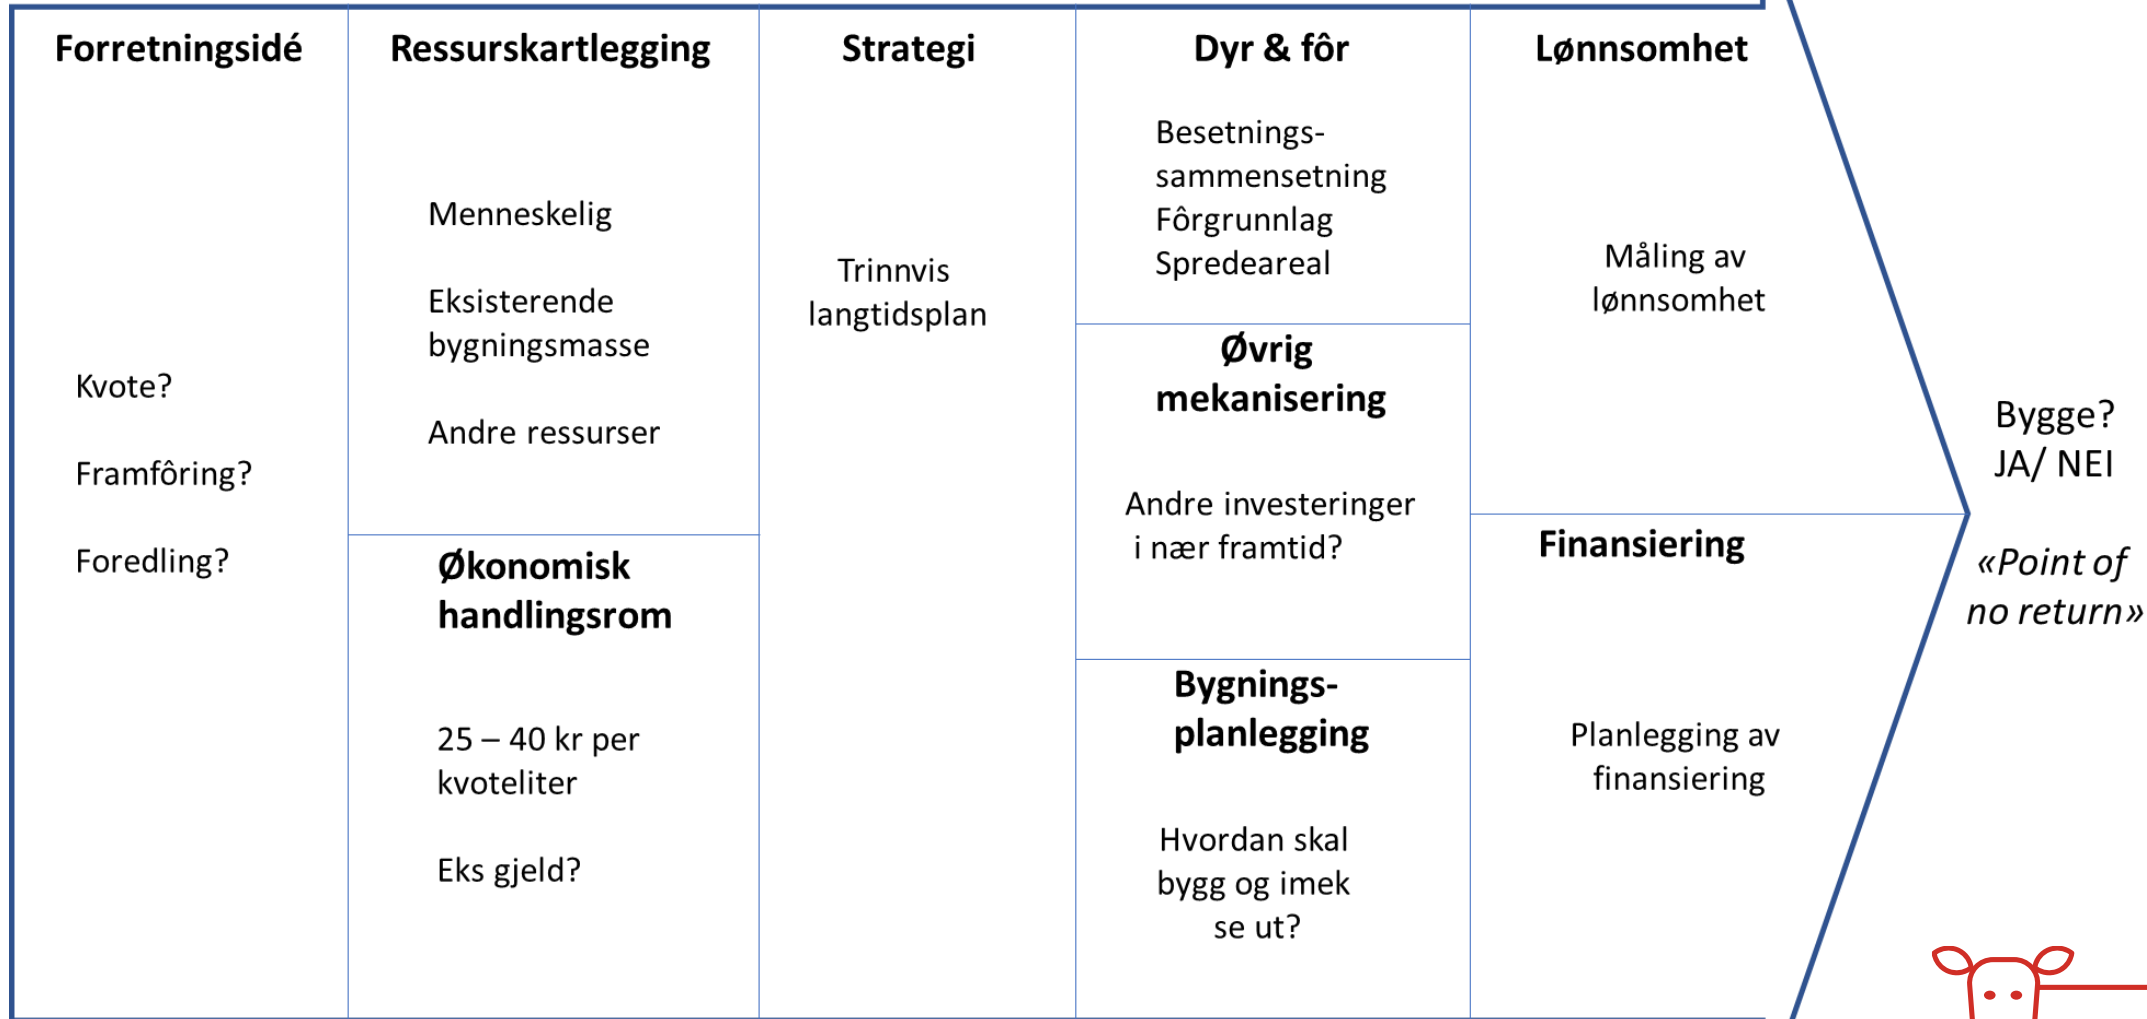 Forretningsidé
Kvote?
Framfôring?
Foredling?
Ressurskartlegging
Menneskelig
Eksisterende
bygningsmasse
Andre ressurser
Økonomisk
handlingsrom
25 – 40 kr per
kvoteliter
Eks gjeld?
Strategi
Trinnvis
langtidsplan
Dyr & fôr
Besetnings-
sammensetning
Fôrgrunnlag
Spredeareal
Øvrig
mekanisering
Andre investeringer
i nær framtid?
Bygnings-
planlegging
Hvordan skal
bygg og imek
se ut?
Lønnsomhet
Måling av
lønnsomhet
Finansiering
Planlegging av
finansiering
Bygge?
JA/ NEI
«Point of
no return»